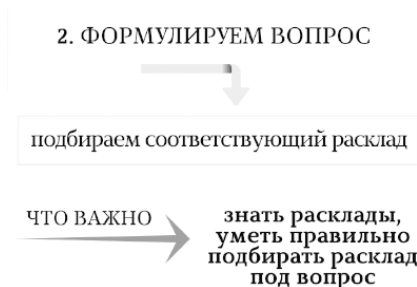 2. ФОРМУЛИРУЕМ ВОПРОС
подбираем соответствующий расклад
ЧТО ВАЖНО
знать расклады,
уметь правильно
подбирать расклад
под вопрос